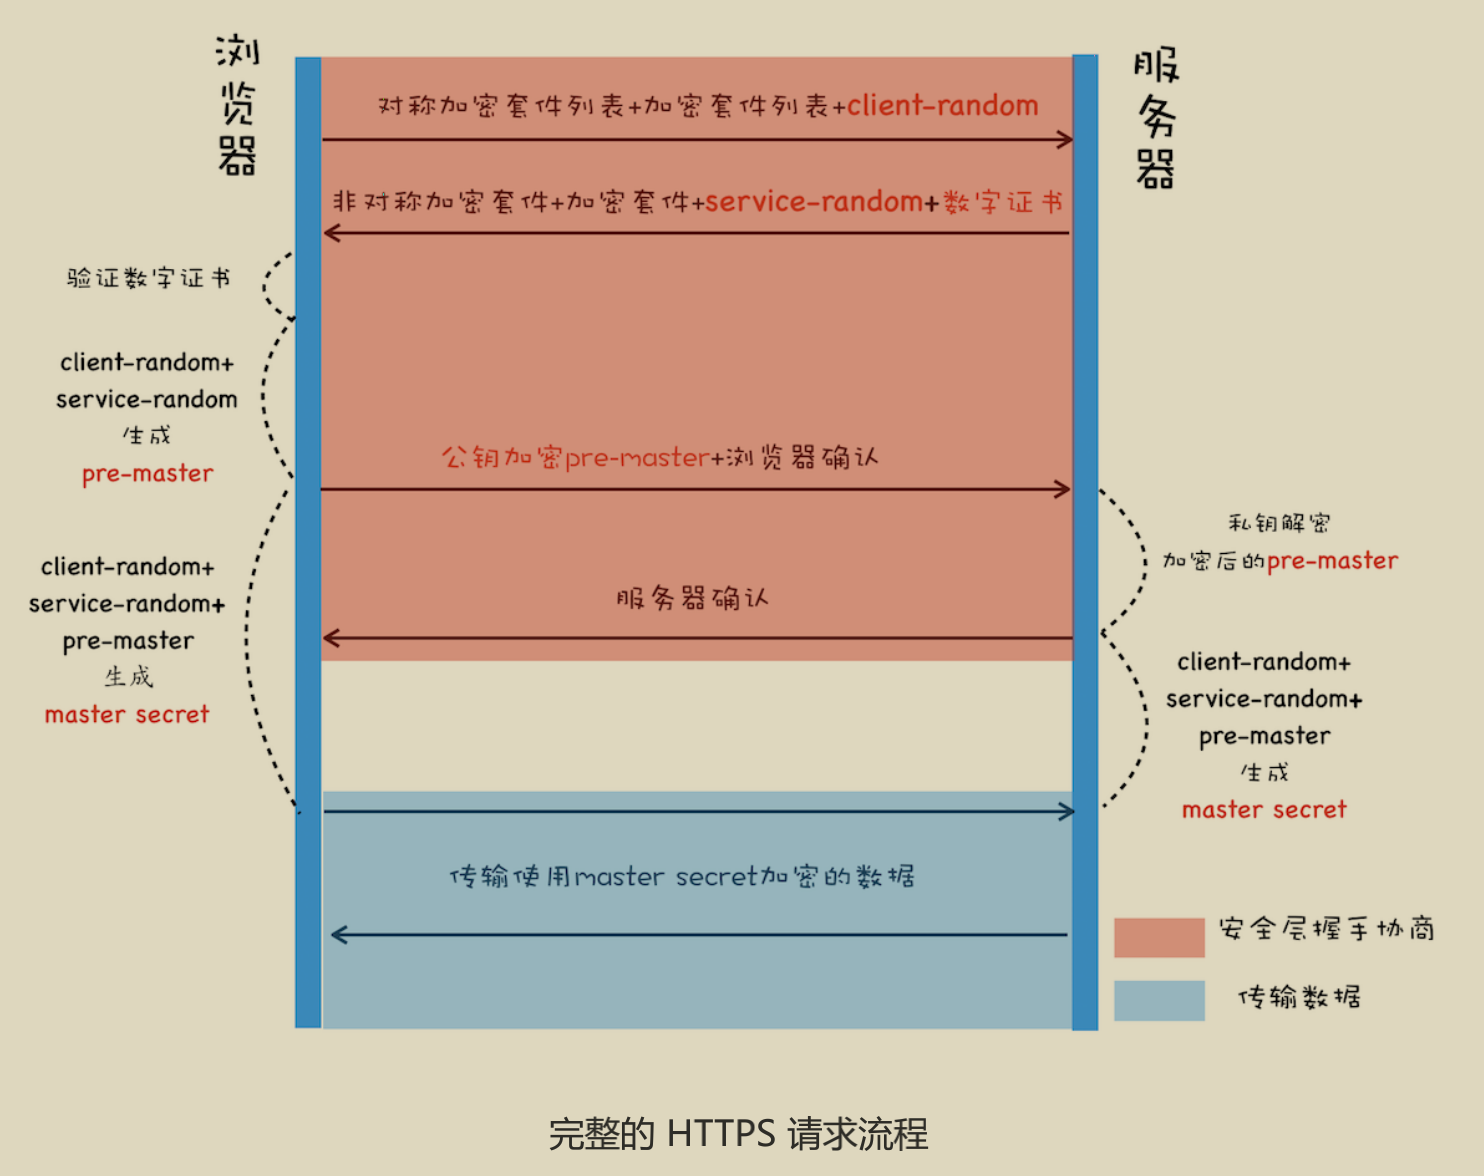 浏览器
服务器
对称加密套件列表+加密套件列表+client-random
非对称加密套件+加密套件+service-random+数字证书
验证数字证书
client-random+
service-random
生成
pre-master
公钥加密pre-master+浏览器确认
私钥解密
加密后的pre-master
client-random+
service-random+
pre-master
生成
master secret
服务器确认
client-random+
service-random+
pre-master
生成
master secret
传输使用master secret加密的数据
安全层握手协商
传输数据
完整的 HTTPS 请求流程